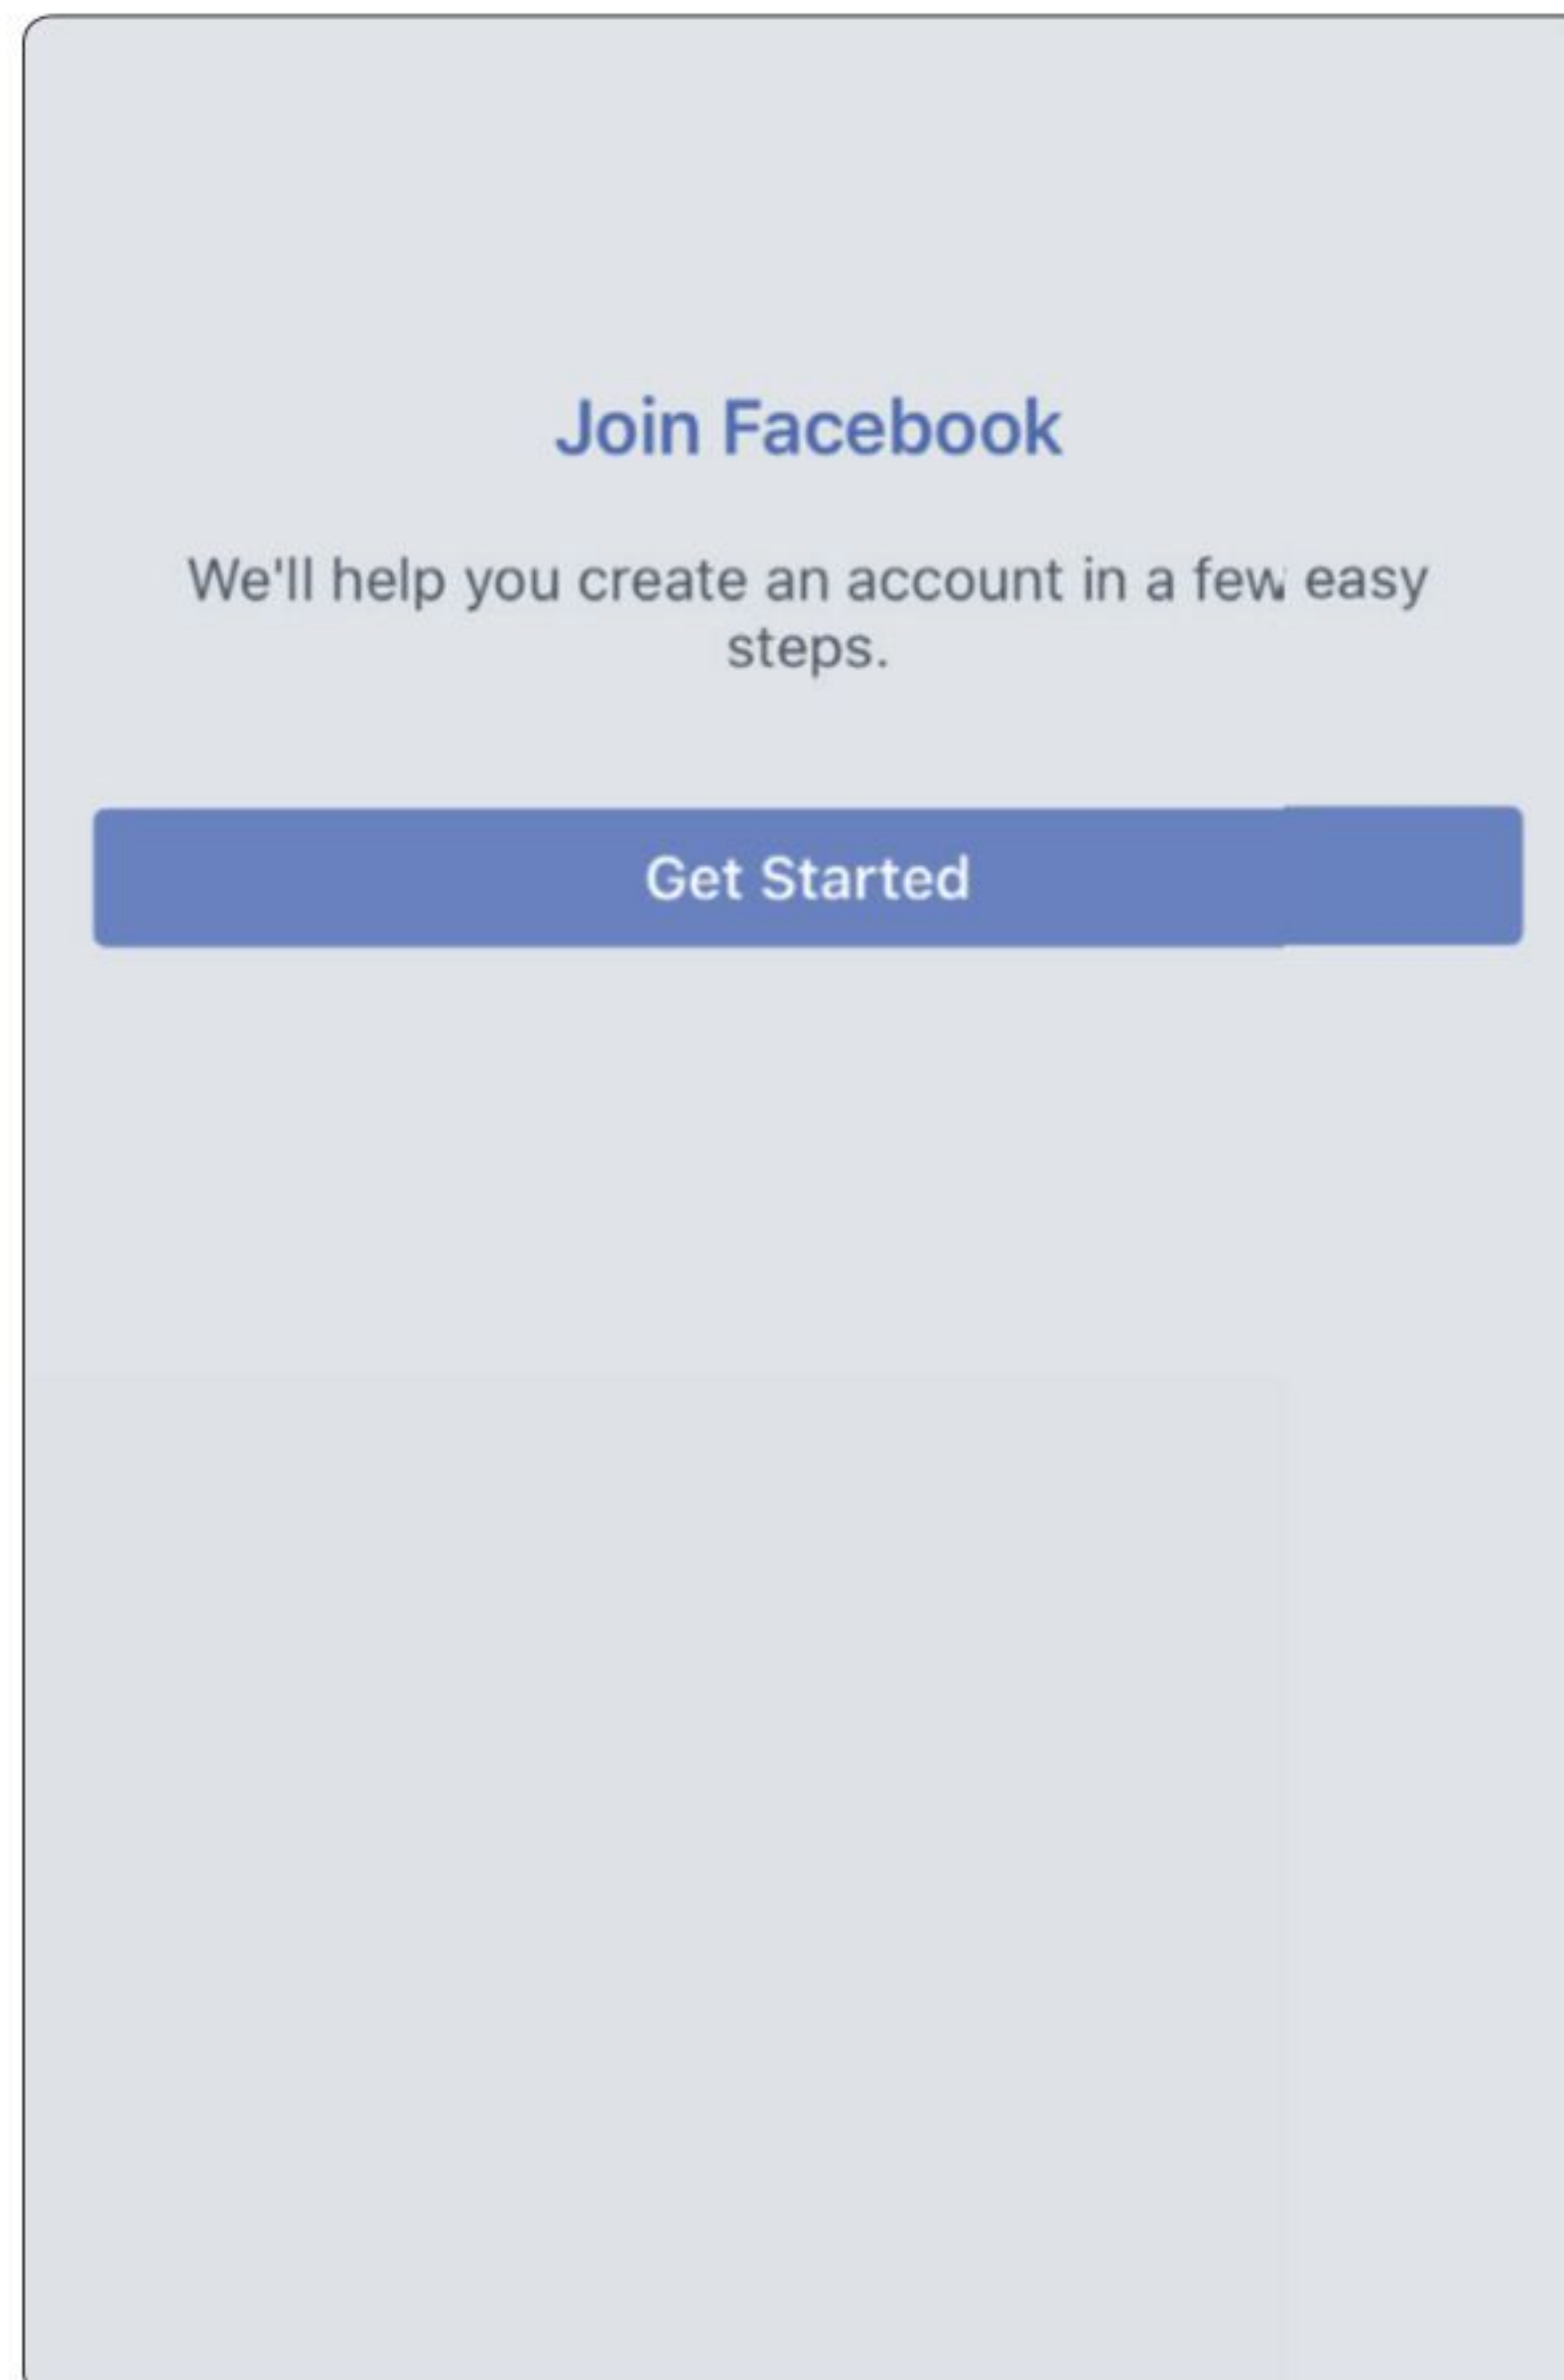 Join Facebook
We'll help you create an account in a few easy
steps.
Get Started